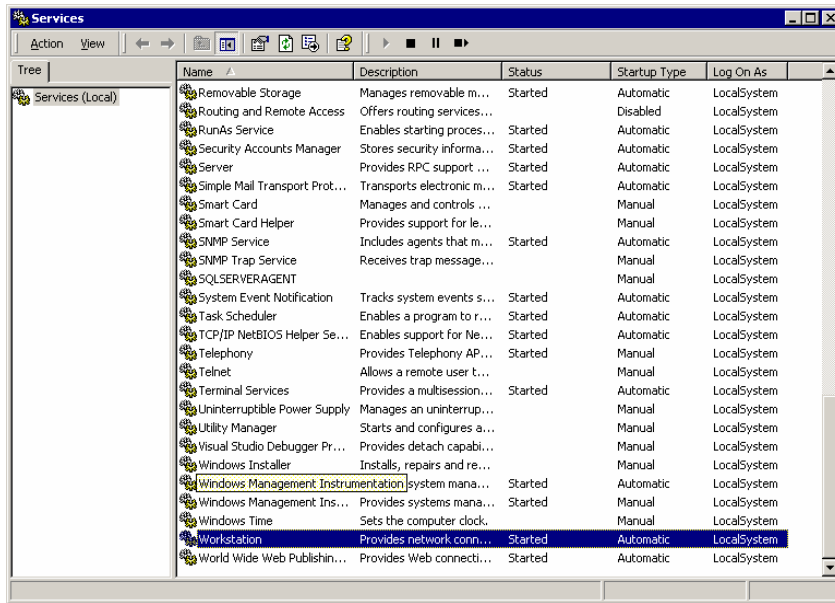 Services
Action View
Tree
Name Description Status Startup Type Log On As
Services (Local)
Removable Storage Manages removable m... Started Automatic LocalSystem
Routing and Remote Access Offers routing services... Disabled LocalSystem
RunAs Service Enables starting proces... Started Automatic LocalSystem
Security Accounts Manager Stores security informa... Started Automatic LocalSystem
Server Provides RPC support ... Started Automatic LocalSystem
Simple Mail Transport Prot... Transports electronic m... Started Automatic LocalSystem
Smart Card Manages and controls ... Manual LocalSystem
Smart Card Helper Provides support for le... Manual LocalSystem
SNMP Service Includes agents that m... Started Automatic LocalSystem
SNMP Trap Service Receives trap message... Manual LocalSystem
SQLSERVERAGENT Manual LocalSystem
System Event Notification Tracks system events s... Started Automatic LocalSystem
Task Scheduler Enables a program to r... Started Automatic LocalSystem
TCP/IP NetBIOS Helper Se... Enables support for Ne... Started Automatic LocalSystem
Telephony Provides Telephony AP... Started Manual LocalSystem
Telnet Allows a remote user t... Manual LocalSystem
Terminal Services Provides a multisession... Started Automatic LocalSystem
Uninterruptible Power Supply Manages an uninterrup... Manual LocalSystem
Utility Manager Starts and configures a... Manual LocalSystem
Visual Studio Debugger Pr... Provides detach capabi... Manual LocalSystem
Windows Installer Installs, repairs and re... Manual LocalSystem
Windows Management Instrumentation system mana... Started Automatic LocalSystem
Windows Management Ins... Provides systems mana... Started Manual LocalSystem
Windows Time Sets the computer clock. Manual LocalSystem
Workstation Provides network conn... Started Automatic LocalSystem
World Wide Web Publishin... Provides Web connecti... Started Automatic LocalSystem